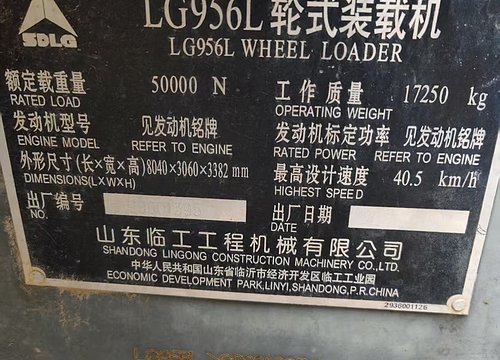 SDLG
LG956L 轮式装载机
LG956L WHEEL LOADER
额定载重量 50000 N 工作质量 17250 kg
RATED LOAD OPERATING WEIGHT
发动机型号 见发动机铭牌 发动机标定功率 见发动机铭牌
ENGINE MODEL REFER TO ENGINE RATED POWER REFER TO ENGINE
外形尺寸(长×宽×高) 8040×3060×3382 mm 最高设计速度 40.5 km/h
DIMENSIONS(LXWXH) HIGHEST SPEED
出厂编号 出厂日期
NO. DATE
山东临工工程机械有限公司
SHANDONG LINGONG CONSTRUCTION MACHINERY CO.,LTD.
中华人民共和国山东省临沂市经济开发区临工工业园
ECONOMIC DEVELOPMENT PARK,LINYI,SHANDONG,P.R.CHINA
2936001126